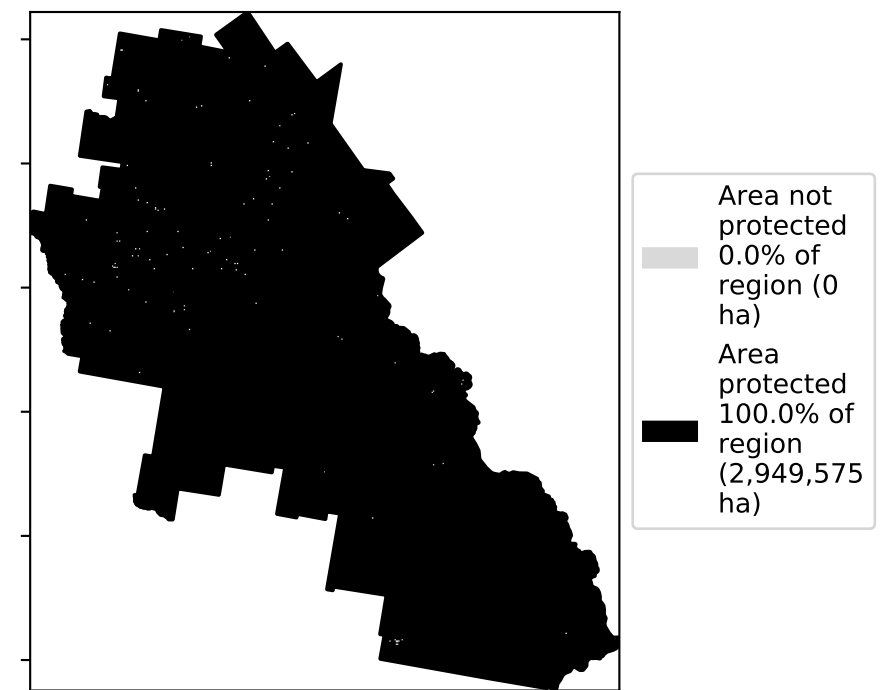 Area not
protected
0.0% of
region (0
ha)
Area
protected
100.0% of
region
(2,949,575
ha)